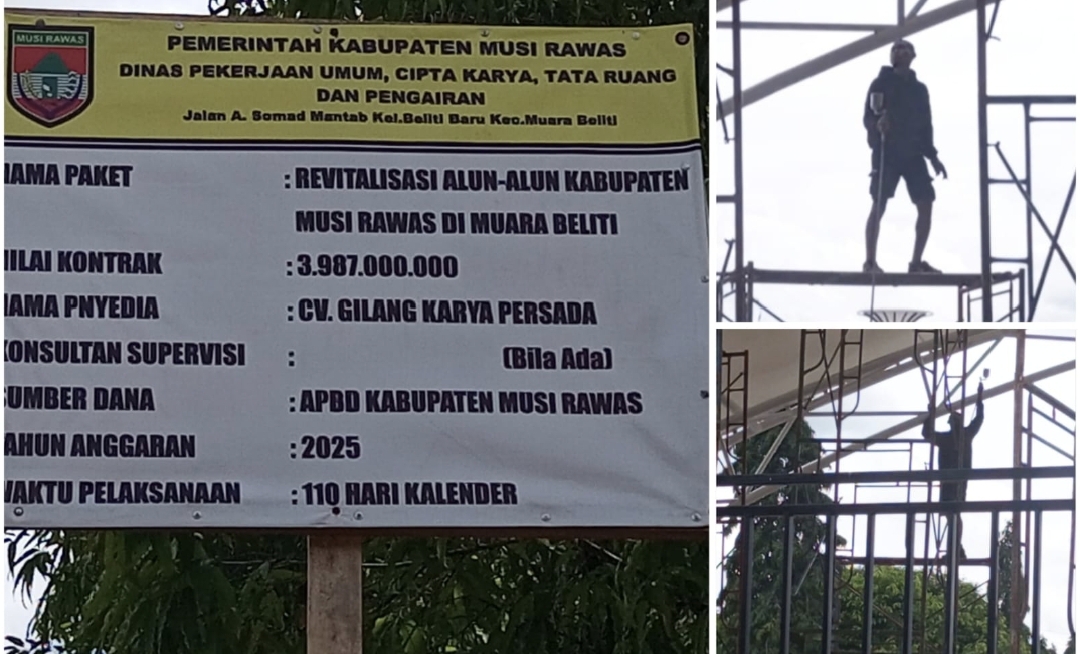 MUSI RAWAS
PEMERINTAH KABUPATEN MUSI RAWAS
DINAS PEKERJAAN UMUM, CIPTA KARYA, TATA RUANG
DAN PENGAIRAN
Jalan A. Somad Mantab Kel.Beliti Baru Kec.Muara Beliti
AMA PAKET : REVITALISASI ALUN-ALUN KABUPATEN
MUSI RAWAS DI MUARA BELITI
ILAI KONTRAK : 3.987.000.000
AMA PNYEDIA : CV. GILANG KARYA PERSADA
ONSULTAN SUPERVISI : (Bila Ada)
UMBER DANA : APBD KABUPATEN MUSI RAWAS
AHUN ANGGARAN : 2025
AKTU PELAKSANAAN : 110 HARI KALENDER